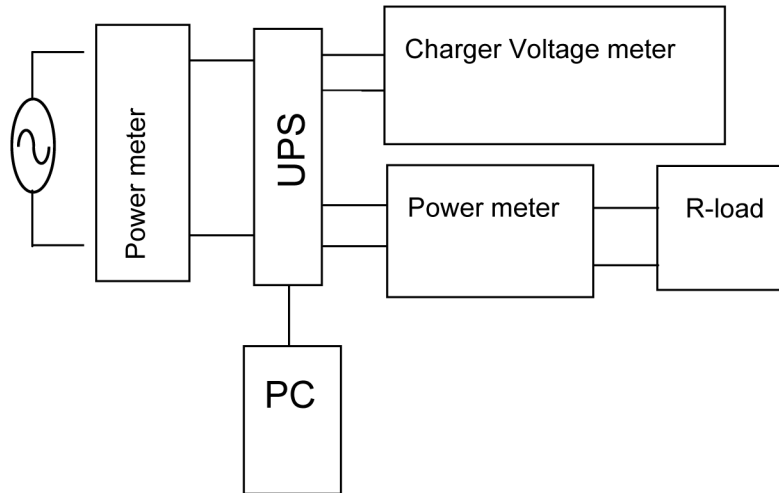 Power meter
UPS
Charger Voltage meter
Power meter
R-load
PC